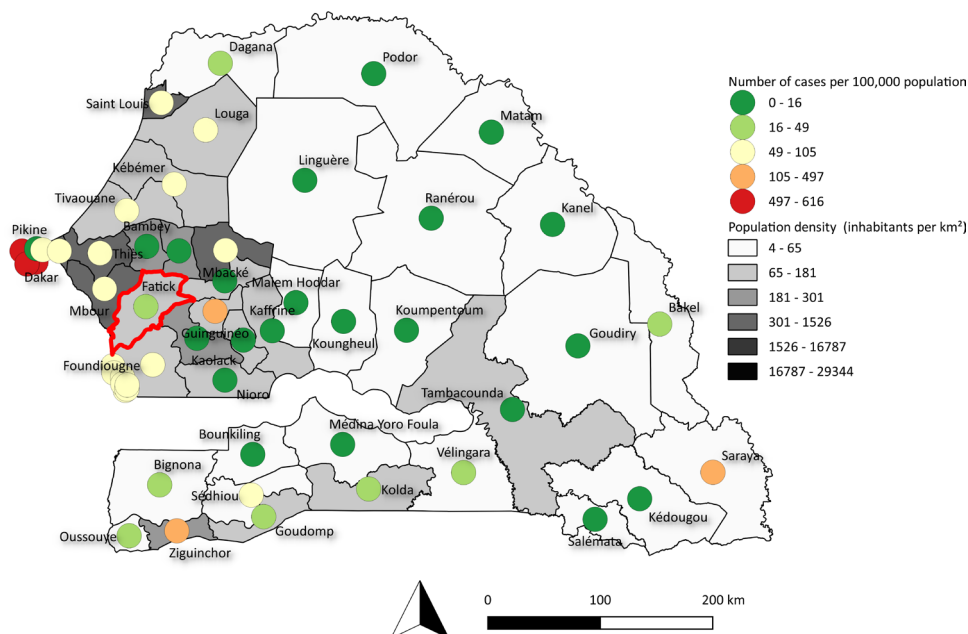 Dagana
Podor
Saint Louis
Louga
Matam
Kébémer
Linguère
Tivaouane
Ranérou
Kanel
Pikine
Bambey
Thiès
Dakar
Mbacké
Fatick
Malem Hoddar
Mbour
Kaffrine
Koumpentoum
Bakel
Guinguinéo
Koungheul
Goudiry
Foundiougne
Kaolack
Nioro
Tambacounda
Bounkiling
Médina Yoro Foula
Vélingara
Saraya
Bignona
Sédhiou
Kolda
Kédougou
Oussouye
Goudomp
Salémata
Ziguinchor
Number of cases per 100,000 population
0 - 16
16 - 49
49 - 105
105 - 497
497 - 616
Population density (inhabitants per km²)
4 - 65
65 - 181
181 - 301
301 - 1526
1526 - 16787
16787 - 29344
0 100 200 km